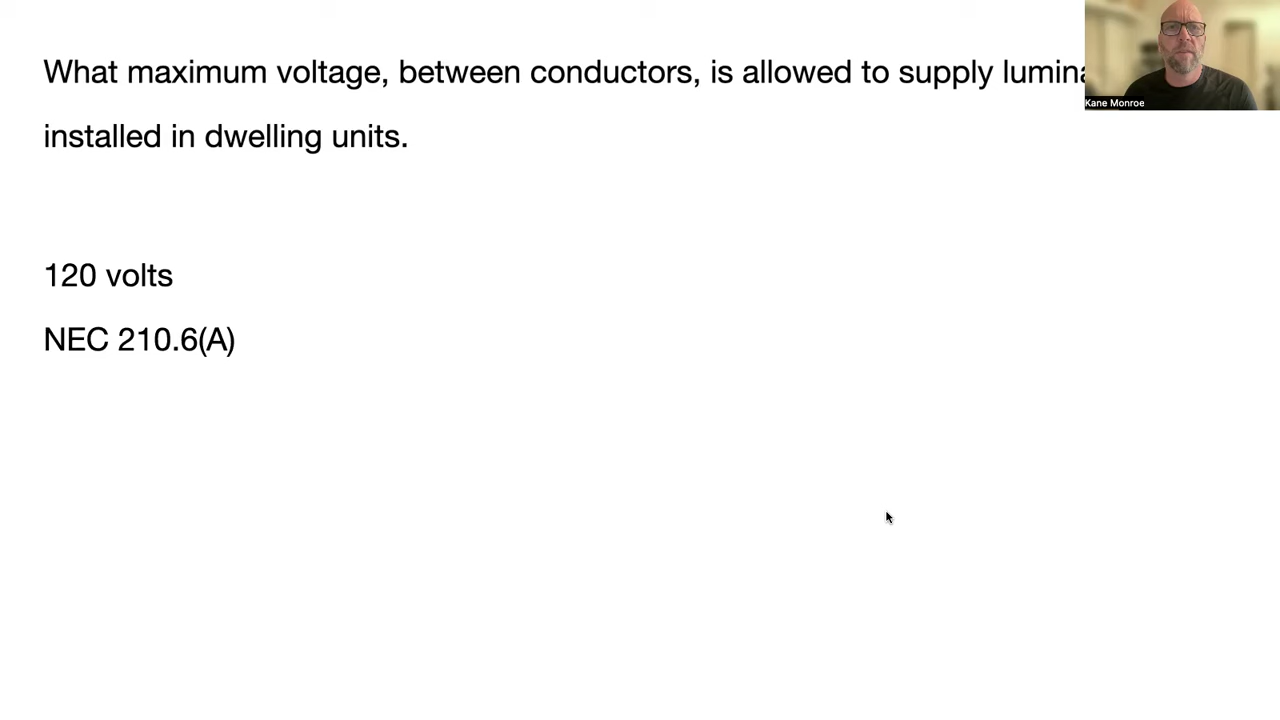 What maximum voltage, between conductors, is allowed to supply
installed in dwelling units.
120 volts
NEC 210.6(A)
Kane Monroe